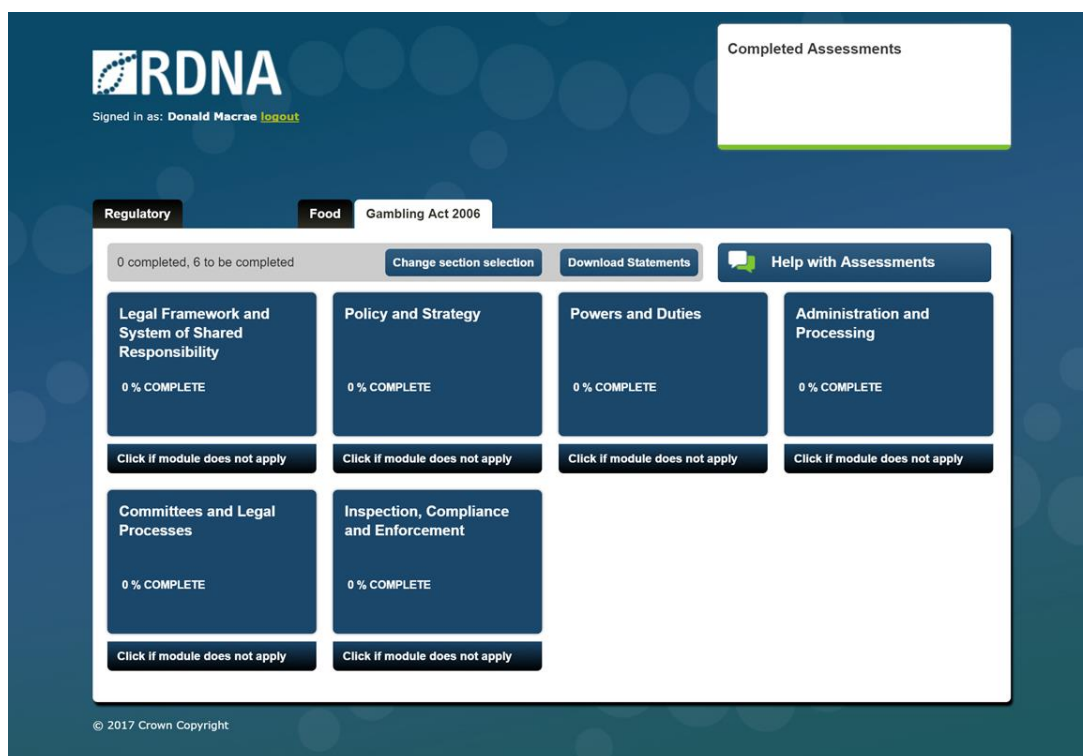 RDNA
Signed in as: Donald Macrae logout
Completed Assessments
Regulatory
Food
Gambling Act 2006
0 completed, 6 to be completed
Change section selection
Download Statements
Help with Assessments
Legal Framework and
System of Shared
Responsibility
0 % COMPLETE
Click if module does not apply
Policy and Strategy
0 % COMPLETE
Click if module does not apply
Powers and Duties
0 % COMPLETE
Click if module does not apply
Administration and
Processing
0 % COMPLETE
Click if module does not apply
Committees and Legal
Processes
0 % COMPLETE
Click if module does not apply
Inspection, Compliance
and Enforcement
0 % COMPLETE
Click if module does not apply
© 2017 Crown Copyright